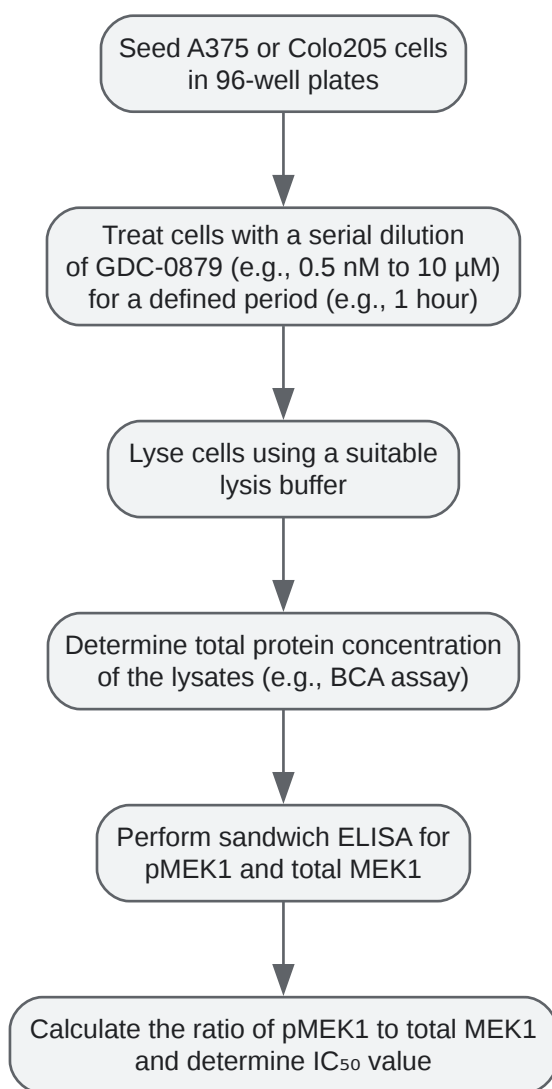 Seed A375 or Colo205 cells
in 96-well plates
Treat cells with a serial dilution
of GDC-0879 (e.g., 0.5 nM to 10 µM)
for a defined period (e.g., 1 hour)
Lyse cells using a suitable
lysis buffer
Determine total protein concentration
of the lysates (e.g., BCA assay)
Perform sandwich ELISA for
pMEK1 and total MEK1
Calculate the ratio of pMEK1 to total MEK1
and determine IC₅₀ value